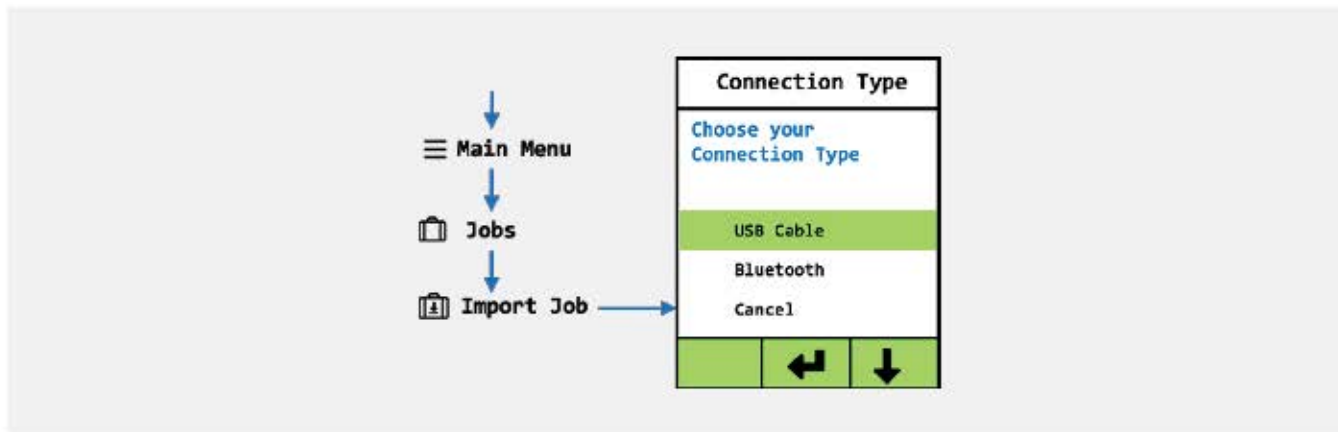 Main Menu
Jobs
Import Job
Connection Type
Choose your
Connection Type
USB Cable
Bluetooth
Cancel